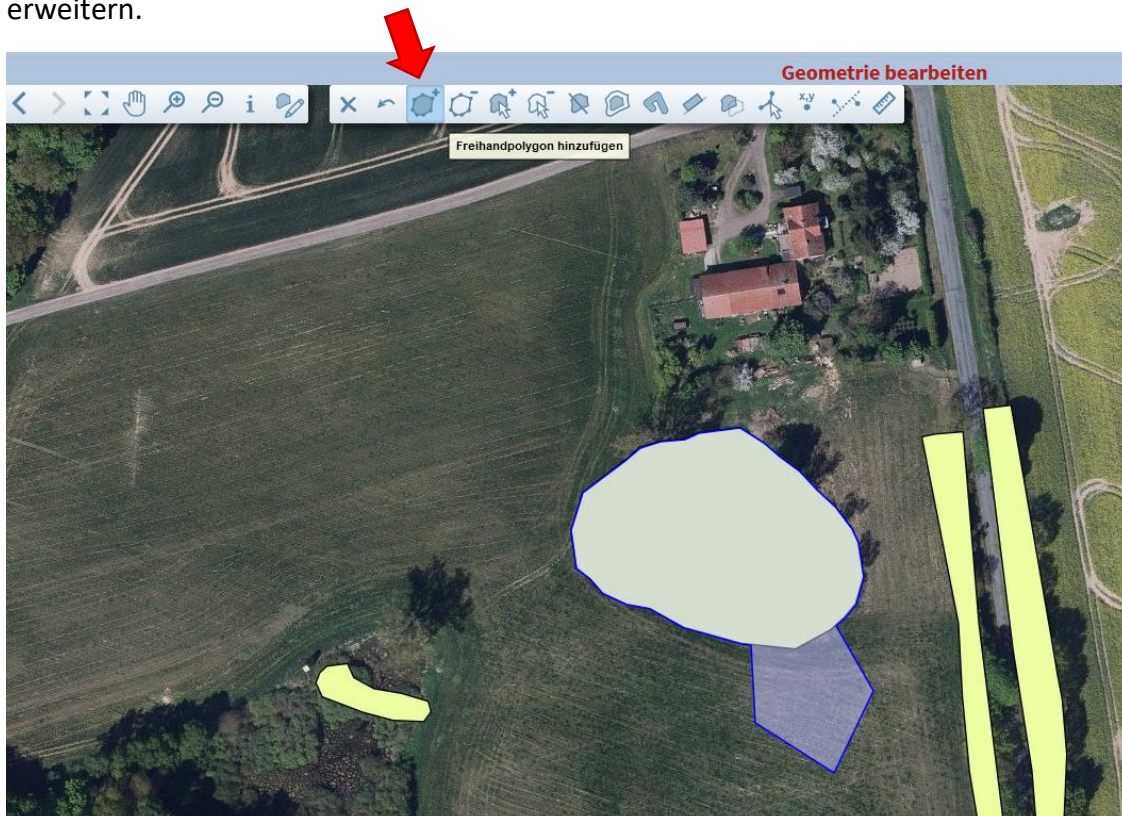 erweitern.
Geometrie bearbeiten
i
x,y
Freihandpolygon hinzufügen